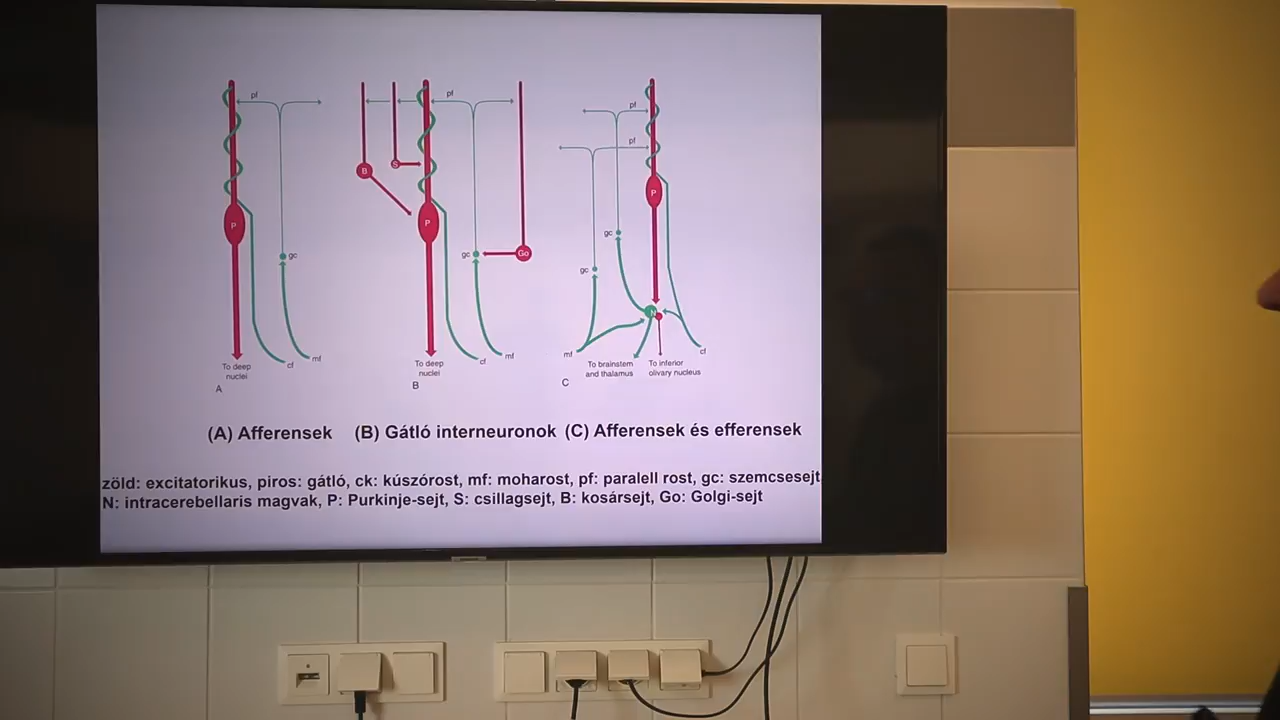 pf
P
gc
mf
cf
To deep
nuclei
A
pf
B
S
P
gc
Go
mf
cf
To deep
nuclei
B
pf
pf
P
gc
gc
N
mf
cf
To brainstem
and thalamus
To inferior
olivary nucleus
C
(A) Afferensek (B) Gátló interneuronok (C) Afferensek és efferensek
zöld: excitatorikus, piros: gátló, ck: kúszórost, mf: moharost, pf: paralell rost, gc: szemcsesejt
N: intracerebellaris magvak, P: Purkinje-sejt, S: csillagsejt, B: kosársejt, Go: Golgi-sejt